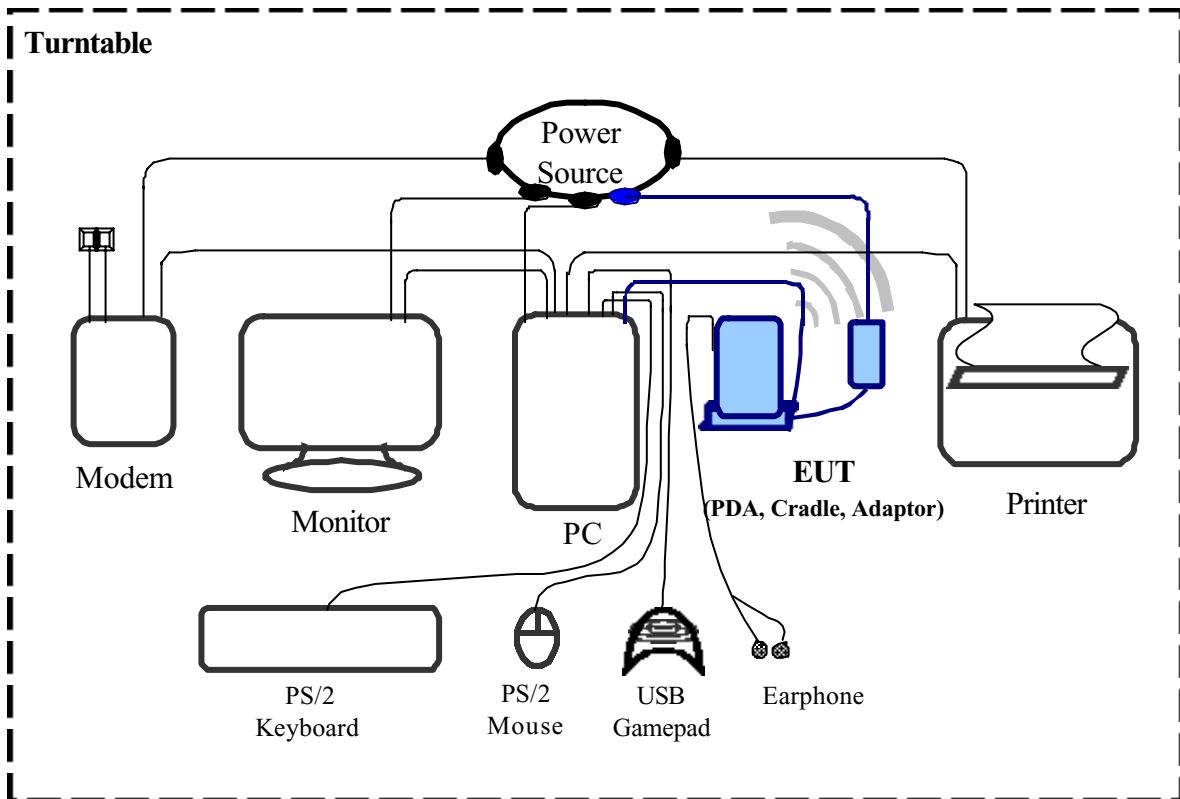 Turntable
Power
Source
Modem
Monitor
PC
EUT
(PDA, Cradle, Adaptor)
Printer
PS/2
Keyboard
PS/2
Mouse
USB
Gamepad
Earphone